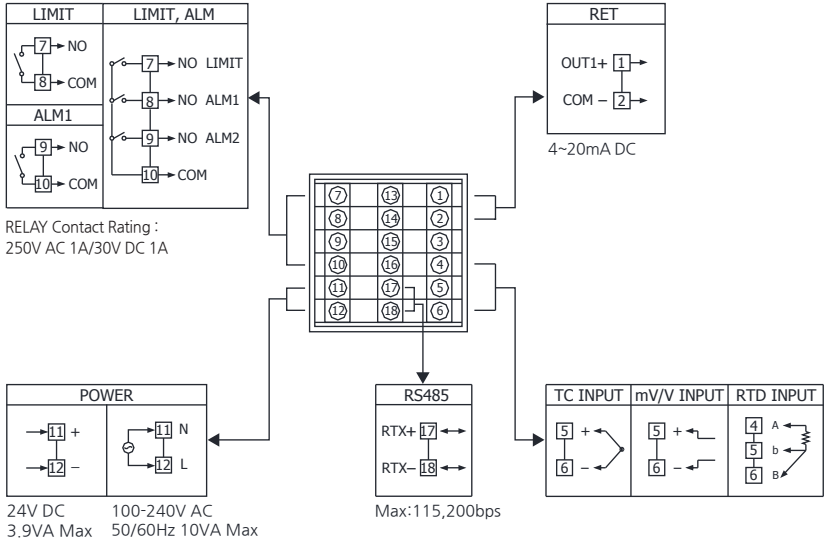 LIMIT
7 NO
8 COM
ALM1
9 NO
10 COM
LIMIT, ALM
7 NO LIMIT
8 NO ALM1
9 NO ALM2
10 COM
RELAY Contact Rating :
250V AC 1A/30V DC 1A
RET
OUT1+ 1
COM – 2
4~20mA DC
7 13 1
8 14 2
9 15 3
10 16 4
11 17 5
12 18 6
POWER
11 +
12 –
11 N
12 L
24V DC
3.9VA Max
100-240V AC
50/60Hz 10VA Max
RS485
RTX+ 17
RTX– 18
Max:115,200bps
TC INPUT
5 +
6 –
mV/V INPUT
5 +
6 –
RTD INPUT
4 A
5 b
6 B